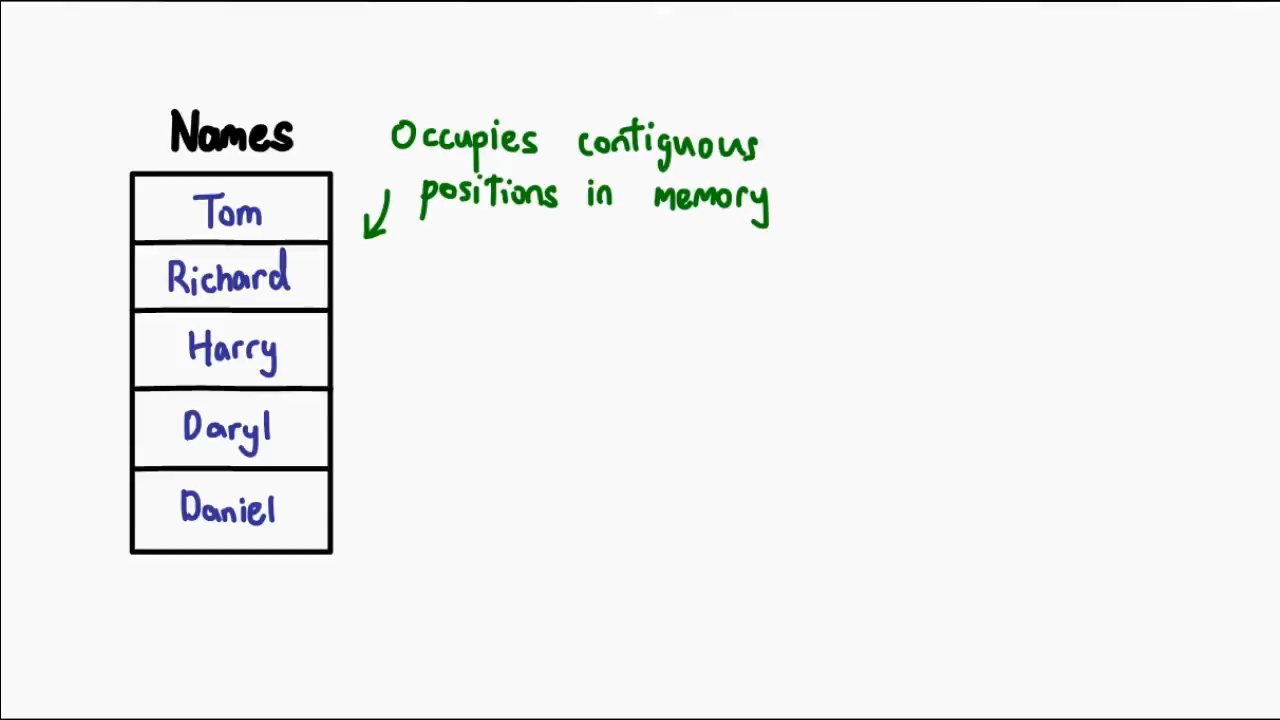 Names
Occupies contiguous
positions in memory
Tom
Richard
Harry
Daryl
Daniel